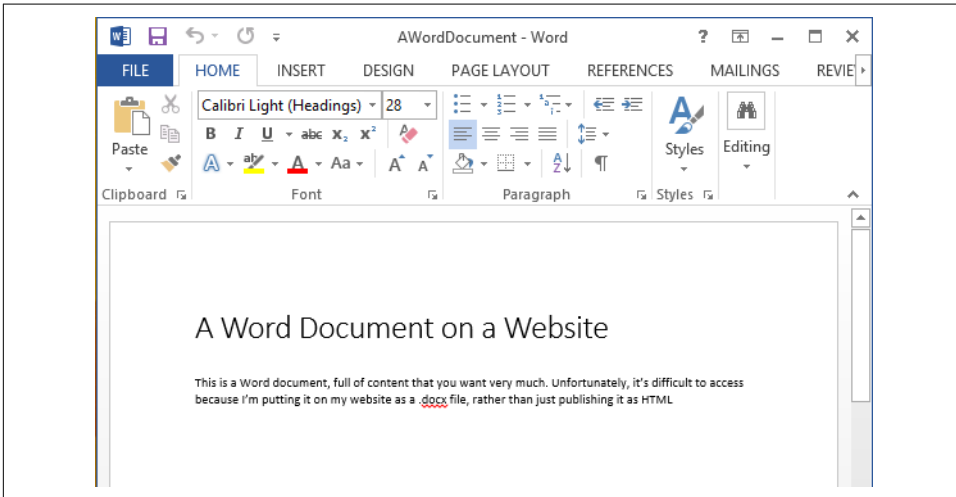 AWordDocument - Word
FILE HOME INSERT DESIGN PAGE LAYOUT REFERENCES MAILINGS REVIE
Calibri Light (Headings) 28
B I U abc X₂ X²
Paste
A ab A Aa A A
Styles Editing
Clipboard Font Paragraph Styles
A Word Document on a Website
This is a Word document, full of content that you want very much. Unfortunately, it's difficult to access
because I'm putting it on my website as a .docx file, rather than just publishing it as HTML